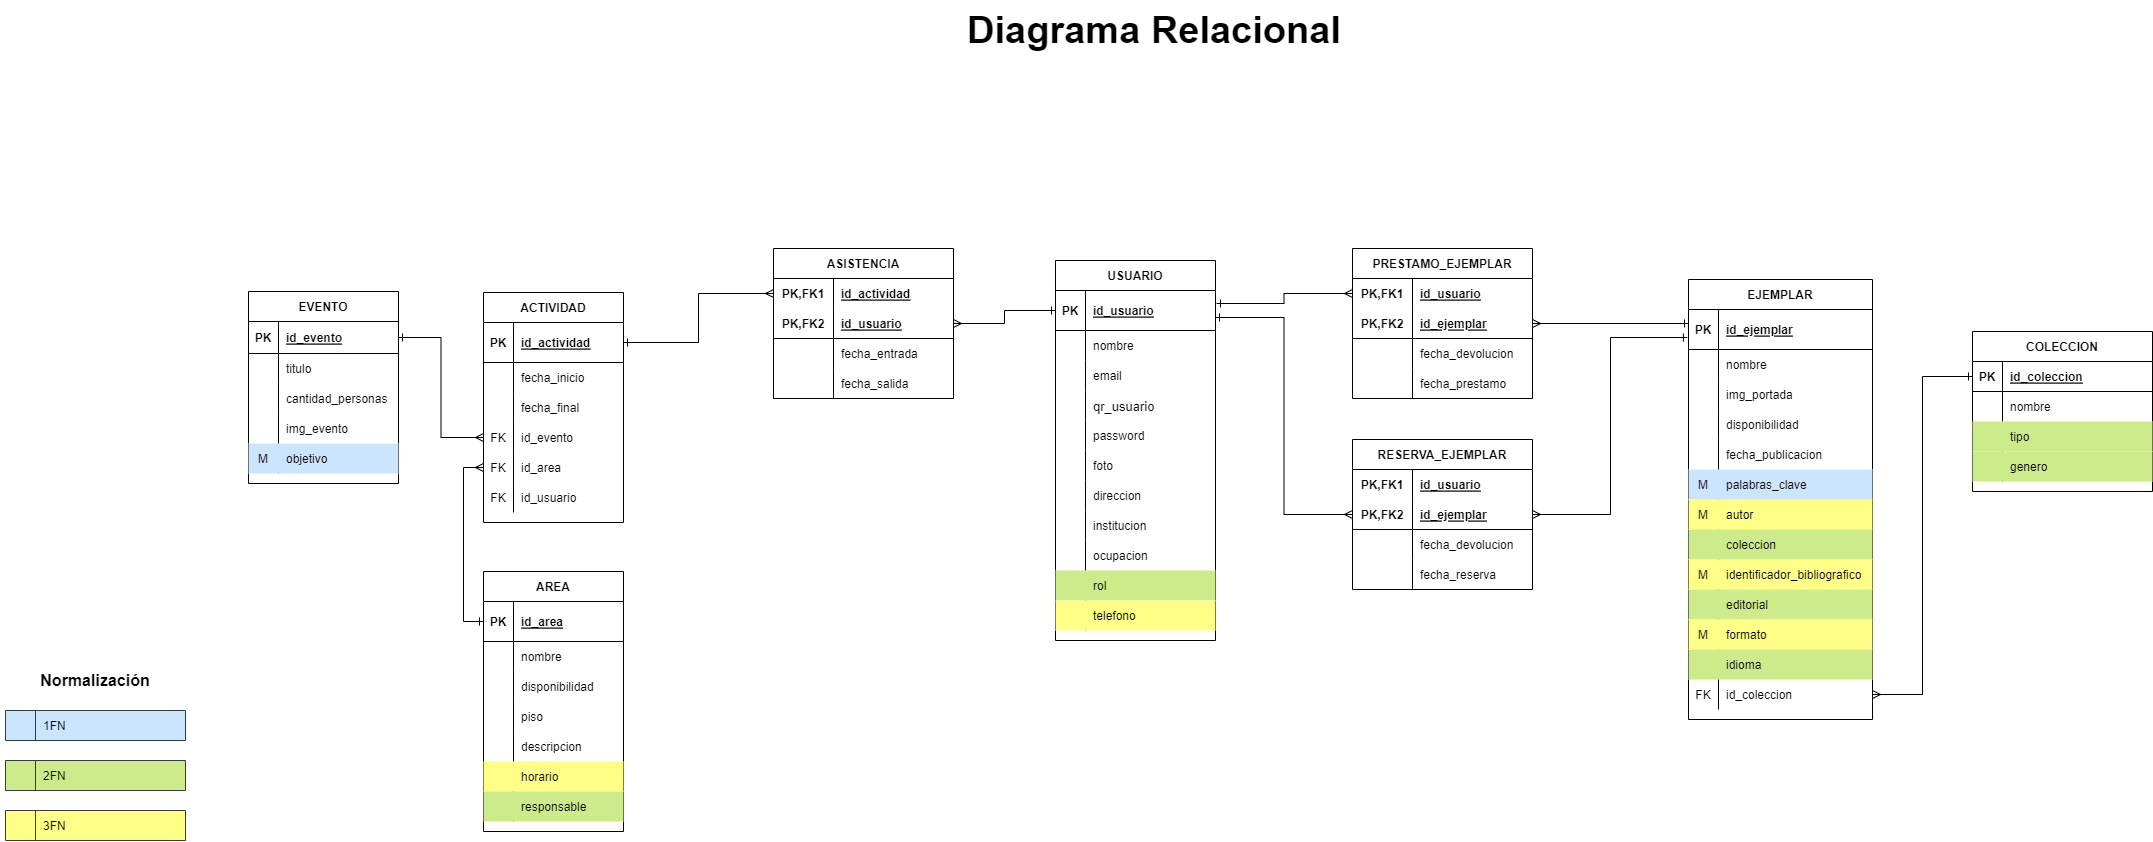 Diagrama Relacional
EVENTO
PK id_evento
titulo
cantidad_personas
img_evento
M objetivo
ACTIVIDAD
PK id_actividad
fecha_inicio
fecha_final
FK id_evento
FK id_area
FK id_usuario
AREA
PK id_area
nombre
disponibilidad
piso
descripcion
horario
responsable
ASISTENCIA
PK,FK1 id_actividad
PK,FK2 id_usuario
fecha_entrada
fecha_salida
USUARIO
PK id_usuario
nombre
email
qr_usuario
password
foto
direccion
institucion
ocupacion
rol
telefono
PRESTAMO_EJEMPLAR
PK,FK1 id_usuario
PK,FK2 id_ejemplar
fecha_devolucion
fecha_prestamo
RESERVA_EJEMPLAR
PK,FK1 id_usuario
PK,FK2 id_ejemplar
fecha_devolucion
fecha_reserva
EJEMPLAR
PK id_ejemplar
nombre
img_portada
disponibilidad
fecha_publicacion
M palabras_clave
M autor
coleccion
M identificador_bibliografico
editorial
M formato
idioma
FK id_coleccion
COLECCION
PK id_coleccion
nombre
tipo
genero
Normalización
1FN
2FN
3FN